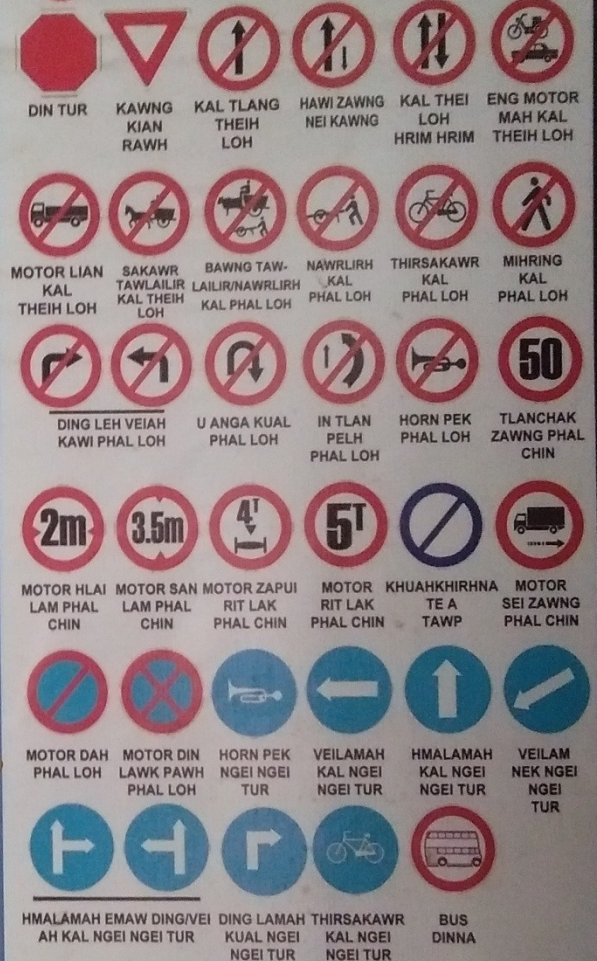 DIN TUR
KAWNG
KIAN
RAWH
KAL TLANG
THEIH
LOH
HAWI ZAWNG
NEI KAWNG
KAL THEI
LOH
HRIM HRIM
ENG MOTOR
MAH KAL
THEIH LOH
MOTOR LIAN
KAL
THEIH LOH
SAKAWR
TAWLAILIR
KAL THEIH
LOH
BAWNG TAW-
LAILIR/NAWRLIRH
KAL PHAL LOH
NAWRLIRH
KAL
PHAL LOH
THIRSAKAWR
KAL
PHAL LOH
MIHRING
KAL
PHAL LOH
DING LEH VEIAH
KAWI PHAL LOH
U ANGA KUAL
PHAL LOH
IN TLAN
PELH
PHAL LOH
HORN PEK
PHAL LOH
50
TLANCHAK
ZAWNG PHAL
CHIN
2m
MOTOR HLAI
LAM PHAL
CHIN
3.5m
MOTOR SAN
LAM PHAL
CHIN
4T
MOTOR ZAPUI
RIT LAK
PHAL CHIN
5T
MOTOR
RIT LAK
PHAL CHIN
KHUAHKHIRHNA
TE A
TAWP
MOTOR
SEI ZAWNG
PHAL CHIN
MOTOR DAH
PHAL LOH
MOTOR DIN
LAWK PAWH
PHAL LOH
HORN PEK
NGEI NGEI
TUR
VEILAMAH
KAL NGEI
NGEI TUR
HMALAMAH
KAL NGEI
NGEI TUR
VEILAM
NEK NGEI
NGEI
TUR
HMALAMAH EMAW DING/VEI
AH KAL NGEI NGEI TUR
DING LAMAH
KUAL NGEI
NGEI TUR
THIRSAKAWR
KAL NGEI
NGEI TUR
BUS
DINNA